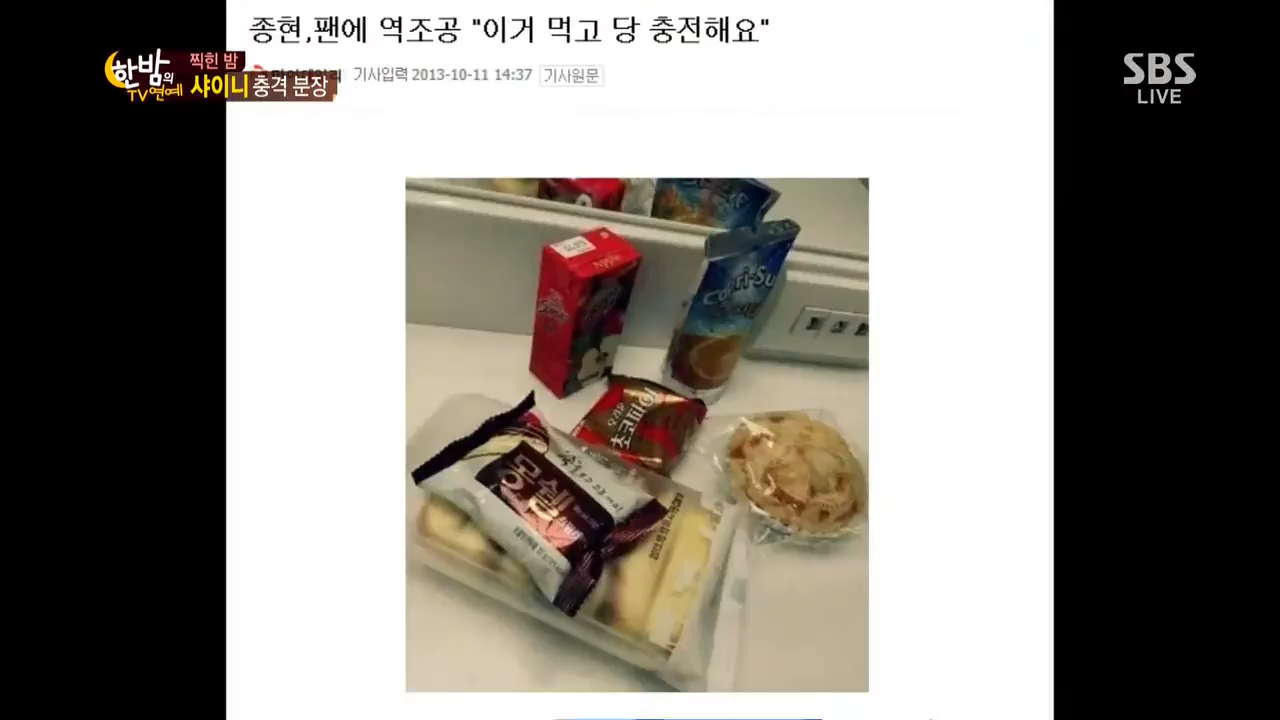 종현,팬에 역조공 "이거 먹고 당 충전해요"
찍힌 밤
한밤의
TV연예
샤이니 충격 분장
기사입력 2013-10-11 14:37 기사원문
SBS
LIVE
Apple
Capri-Su
초코파이
몽쉘